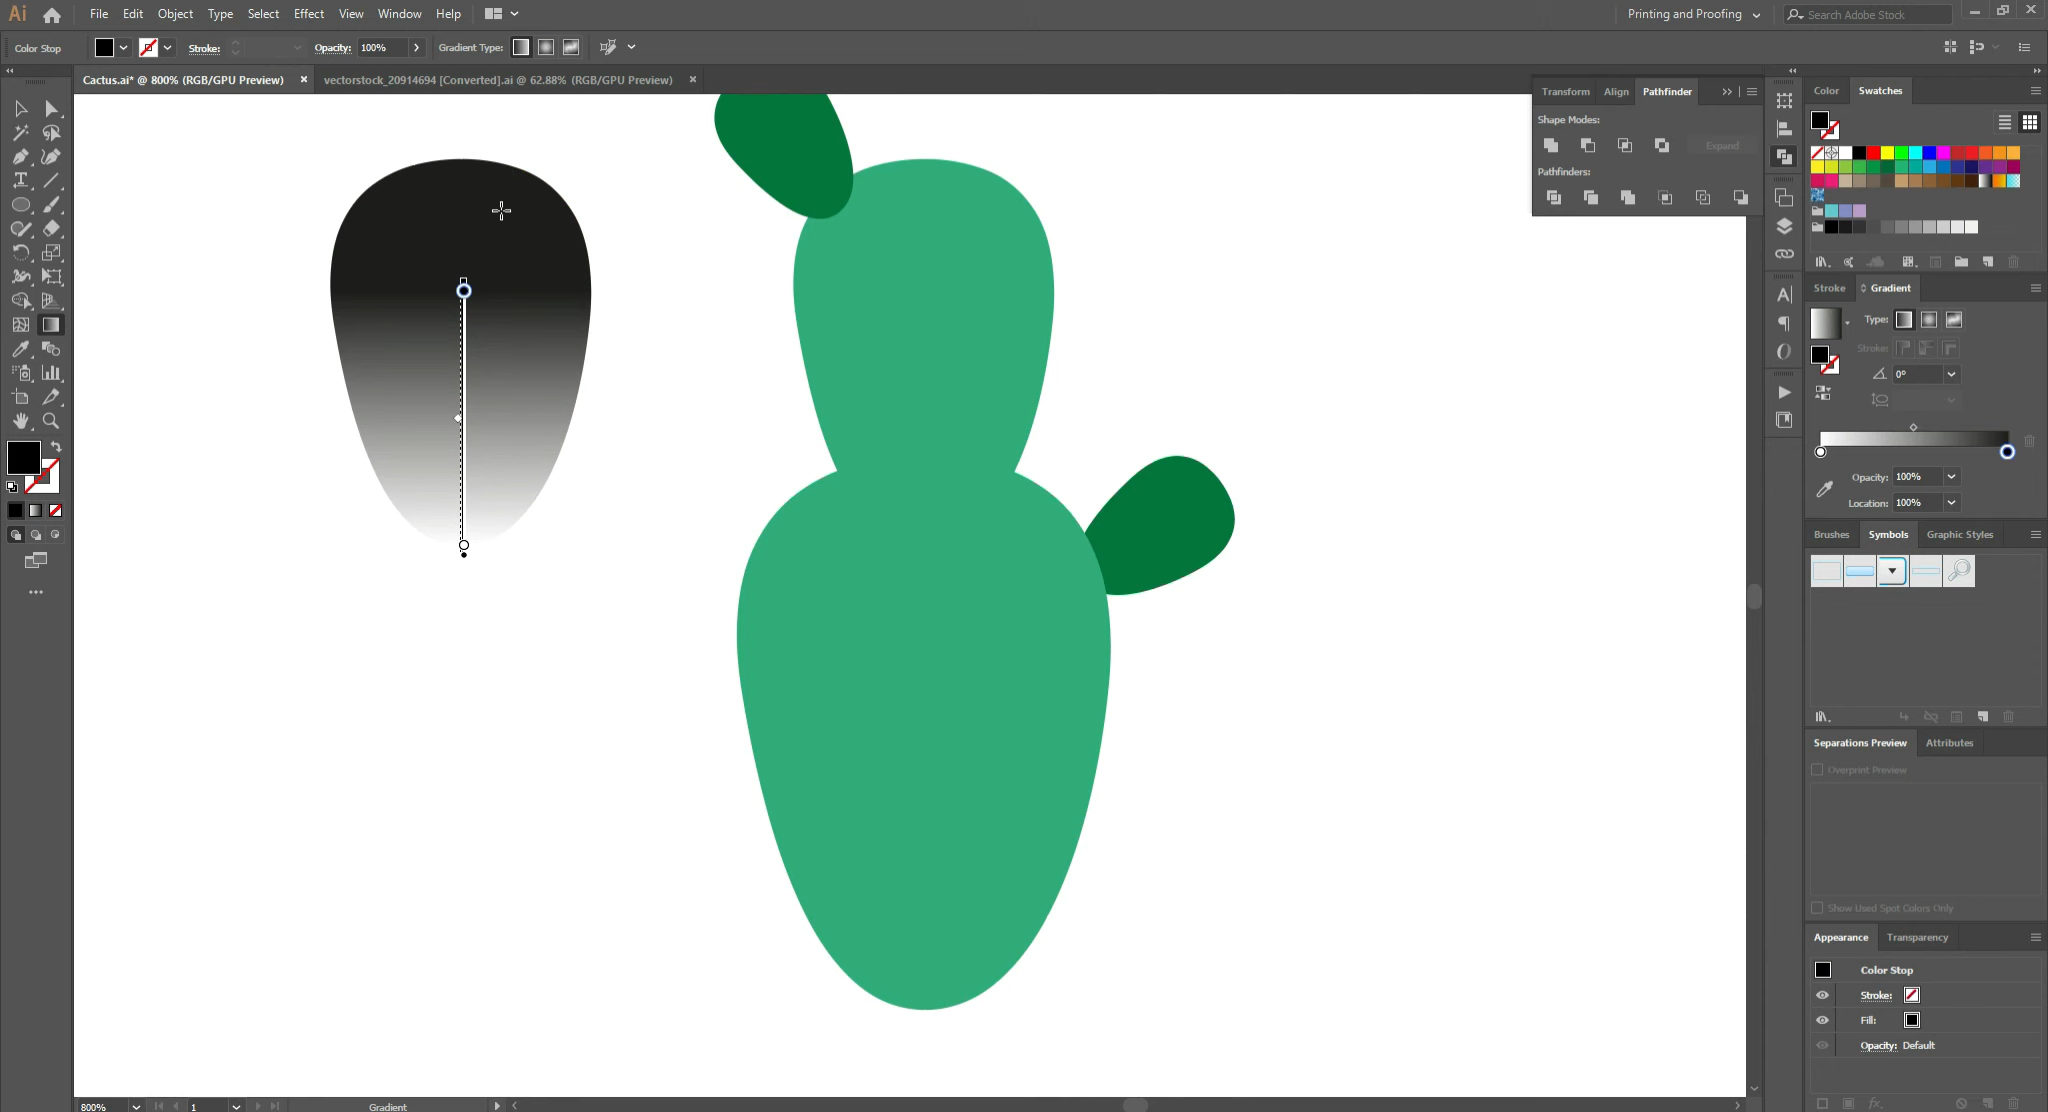 Ai File Edit Object Type Select Effect View Window Help Printing and Proofing Search Adobe Stock
Color Stop Stroke: Opacity: 100% Gradient Type:
Cactus.ai* @ 800% (RGB/GPU Preview) vectorstock_20914694 [Converted].ai @ 62.88% (RGB/GPU Preview)
Transform Align Pathfinder
Shape Modes:
Expand
Pathfinders:
Color Swatches
Stroke Gradient
Type:
Stroke:
0°
Opacity: 100%
Location: 100%
Brushes Symbols Graphic Styles
Separations Preview Attributes
Overprint Preview
Show Used Spot Colors Only
Appearance Transparency
Color Stop
Stroke:
Fill:
Opacity: Default
fx
800% 1 Gradient